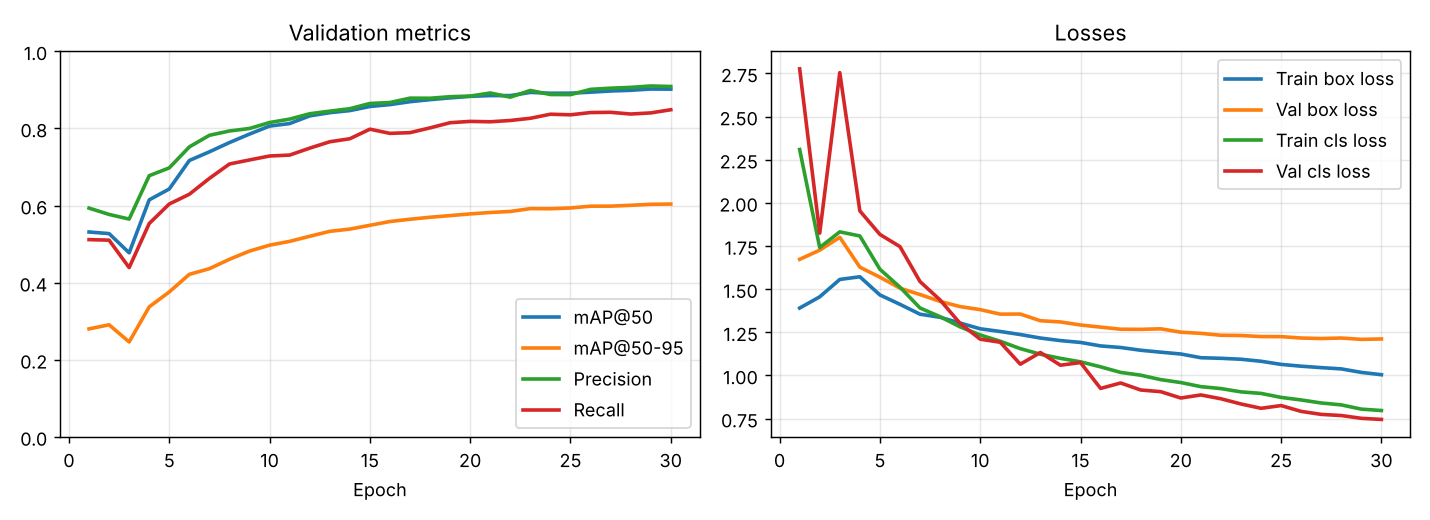 Validation metrics
1.0
0.8
0.6
0.4
0.2
0.0
0 5 10 15 20 25 30
Epoch
mAP@50
mAP@50-95
Precision
Recall
Losses
2.75
2.50
2.25
2.00
1.75
1.50
1.25
1.00
0.75
0 5 10 15 20 25 30
Epoch
Train box loss
Val box loss
Train cls loss
Val cls loss